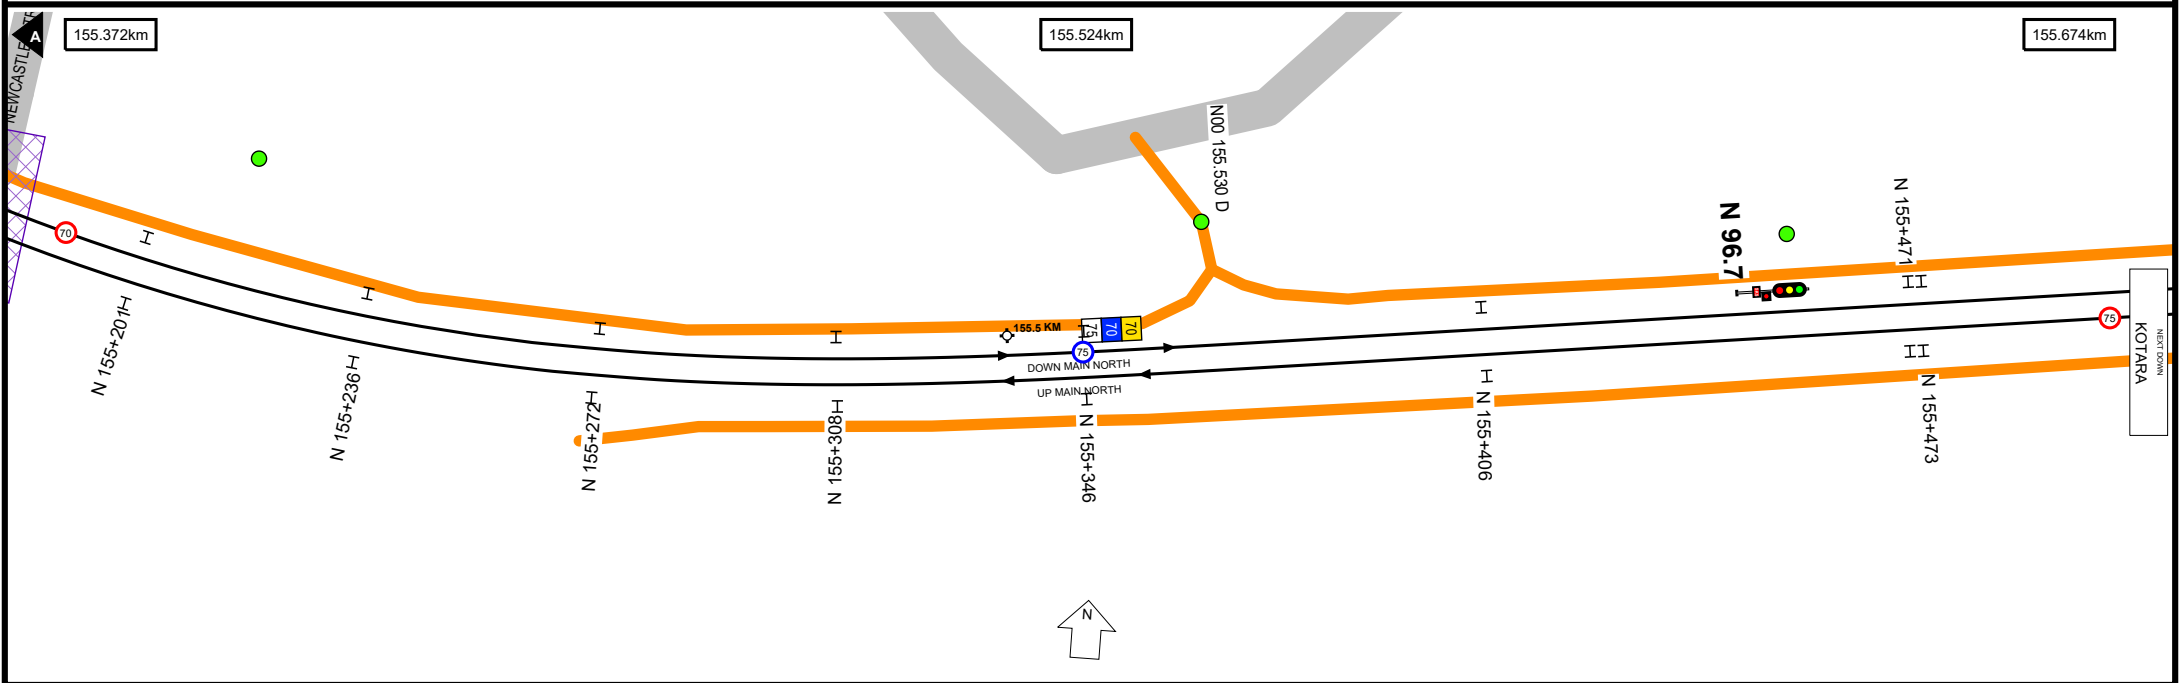 A
155.372km
155.524km
155.674km
N00 155.530 D
N 96.7
N 155+471
70
155.5 KM
75
70
70
75
75
DOWN MAIN NORTH
UP MAIN NORTH
N 155+201
N 155+236
N 155+272
N 155+308
N 155+346
N 155+406
N 155+473
NEXT DOWN
KOTARA
N